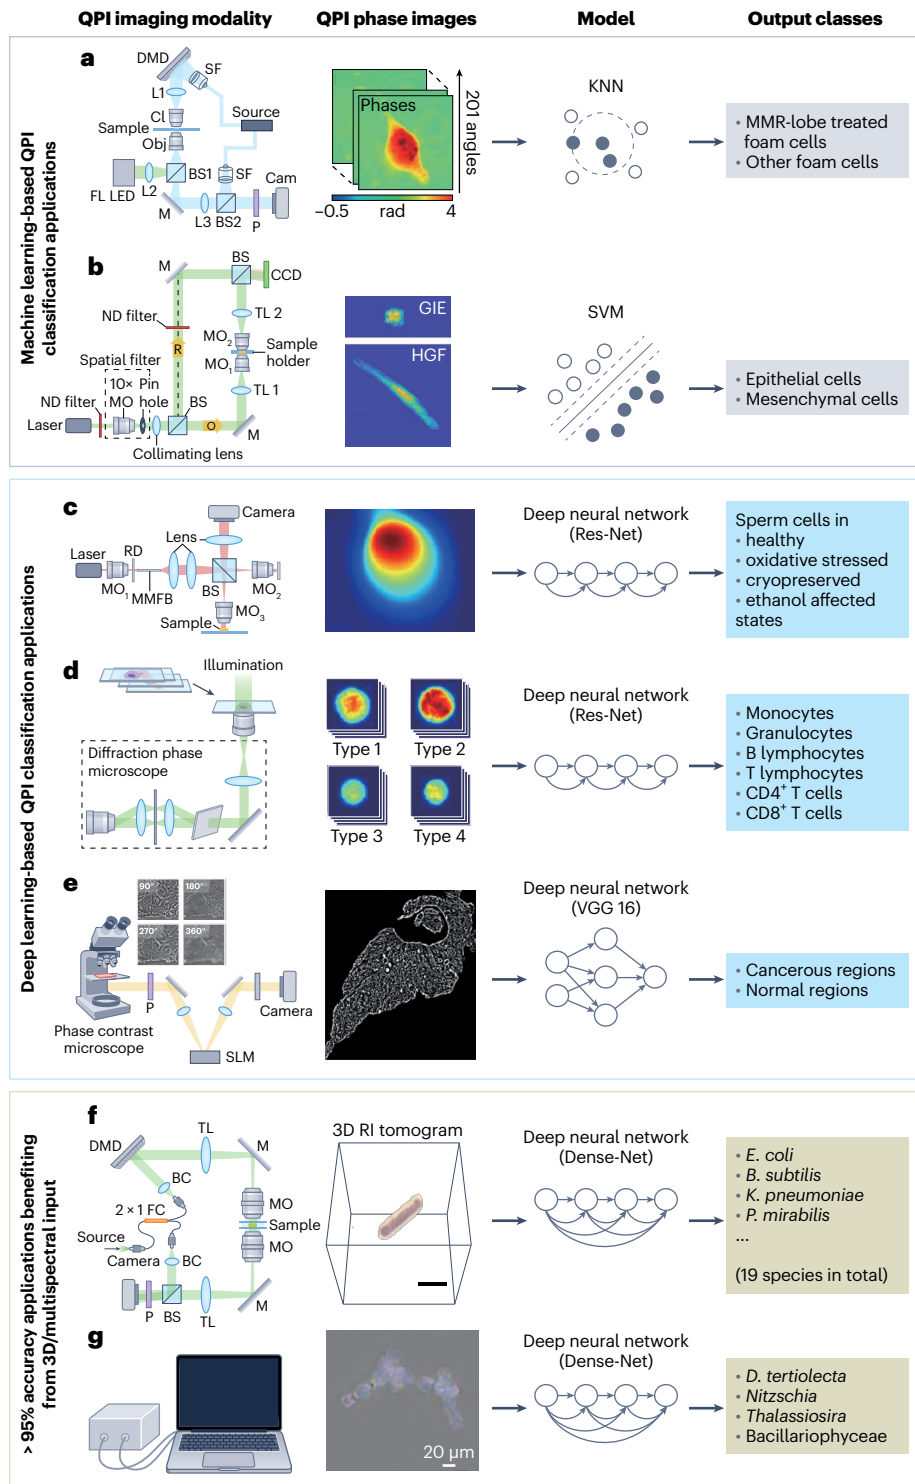 QPI imaging modality
QPI phase images
Model
Output classes
Machine learning-based QPI
classification applications
a
DMD
SF
L1
Cl
Sample
Obj
Source
BS1
SF
Cam
FL LED
L2
M
L3
BS2
P
Phases
201 angles
–0.5
rad
4
KNN
• MMR-lobe treated
foam cells
• Other foam cells
b
M
BS
CCD
ND filter
TL 2
MO2
Sample
holder
MO1
R
Spatial filter
10× Pin
MO hole
ND filter
TL 1
BS
Laser
O
M
Collimating lens
GIE
HGF
SVM
• Epithelial cells
• Mesenchymal cells
Deep learning-based QPI classification applications
c
Camera
Lens
Laser
RD
MO1
MMFB
BS
MO2
MO3
Sample
Deep neural network
(Res-Net)
Sperm cells in
• healthy
• oxidative stressed
• cryopreserved
• ethanol affected
states
d
Illumination
Diffraction phase
microscope
Type 1
Type 2
Type 3
Type 4
Deep neural network
(Res-Net)
• Monocytes
• Granulocytes
• B lymphocytes
• T lymphocytes
• CD4+ T cells
• CD8+ T cells
e
90°
180°
270°
360°
P
Camera
Phase contrast
microscope
SLM
Deep neural network
(VGG 16)
• Cancerous regions
• Normal regions
> 95% accuracy applications benefiting
from 3D/multispectral input
f
DMD
TL
M
BC
2 × 1 FC
MO
Sample
Source
Camera
BC
MO
P
BS
TL
M
3D RI tomogram
Deep neural network
(Dense-Net)
• E. coli
• B. subtilis
• K. pneumoniae
• P. mirabilis
...
(19 species in total)
g
20 µm
Deep neural network
(Dense-Net)
• D. tertiolecta
• Nitzschia
• Thalassiosira
• Bacillariophyceae